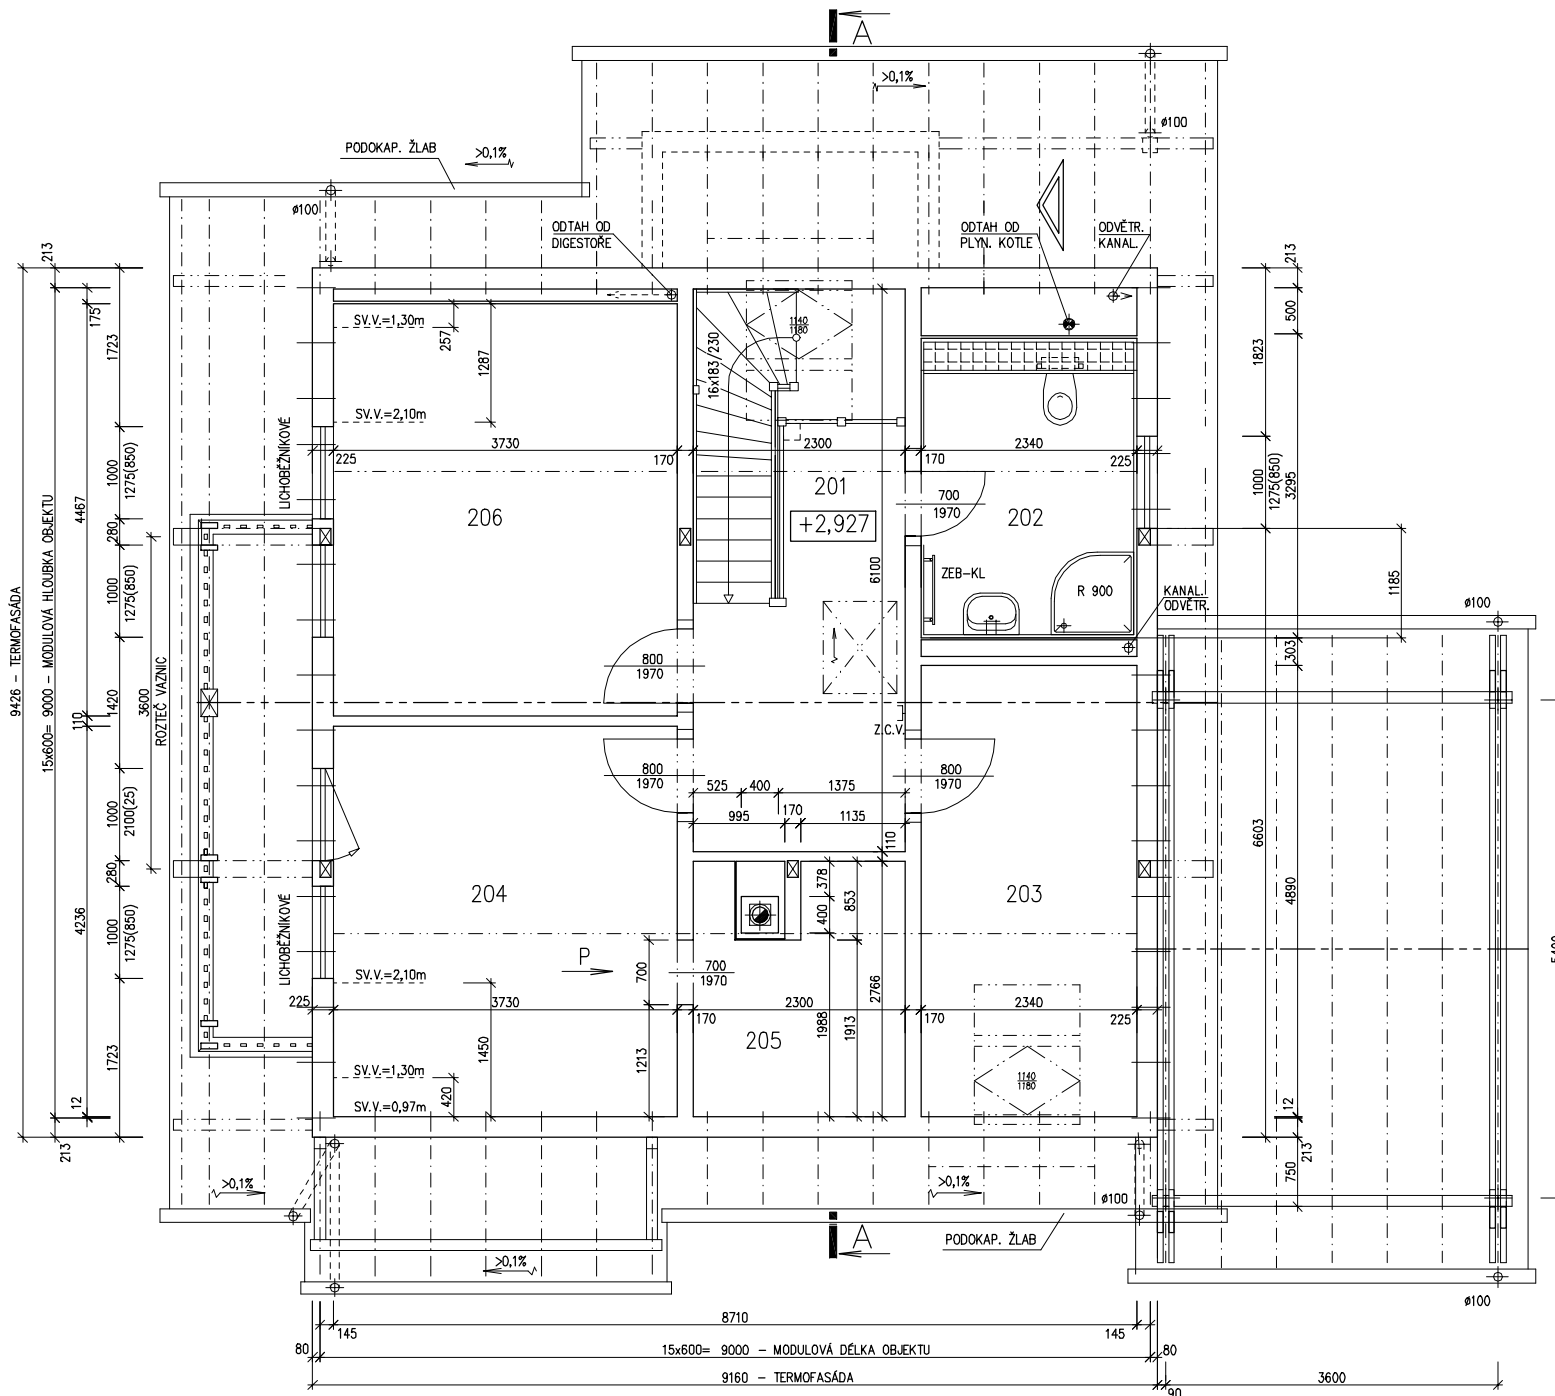 A
>0,1%
ø100
PODOKAP. ŽLAB
>0,1%
ø100
ODTAH OD
DIGESTOŘE
ODTAH OD
PLYN. KOTLE
ODVĚTR.
KANÁL.
213
213
175
1723
SV.V.=1,30m
257
1287
16x183/230
1140
1180
500
1823
SV.V.=2,10m
LICHOBĚŽNÍKOVÉ
3730
2300
2340
225
170
170
225
1000
1275(850)
4467
201
+2,927
700
1970
202
206
1000
1275(850)
3295
280
9426 - TERMOFASÁDA
15x600= 9000 - MODULOVÁ HLOUBKA OBJEKTU
1000
1275(850)
3600
ROZTEČ VAZNIC
6100
ZEB-KL
R 900
KANAL.
ODVĚTR.
1185
ø100
303
800
1970
1420
110
Z.C.V.
800
1970
800
1970
525
400
1375
995
170
1135
110
1000
2100(25)
280
6603
4890
LICHOBĚŽNÍKOVÉ
1000
1275(850)
4236
204
203
378
400
853
P
700
700
1970
2766
SV.V.=2,10m
225
3730
2300
2340
170
170
225
1988
1913
205
1450
1213
1723
SV.V.=1,30m
420
SV.V.=0,97m
1140
1180
12
213
12
213
750
>0,1%
>0,1%
ø100
A
PODOKAP. ŽLAB
>0,1%
ø100
8710
145
145
80
15x600= 9000 - MODULOVÁ DÉLKA OBJEKTU
80
9160 - TERMOFASÁDA
3600
90